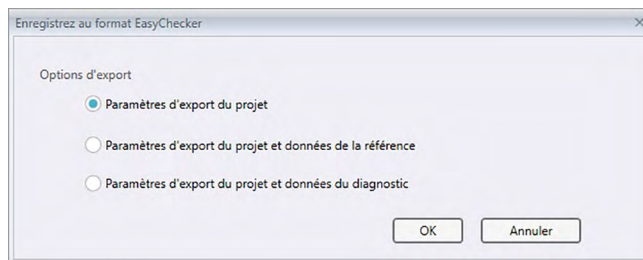 Enregistrez au format EasyChecker
Options d'export
Paramètres d'export du projet
Paramètres d'export du projet et données de la référence
Paramètres d'export du projet et données du diagnostic
OK
Annuler